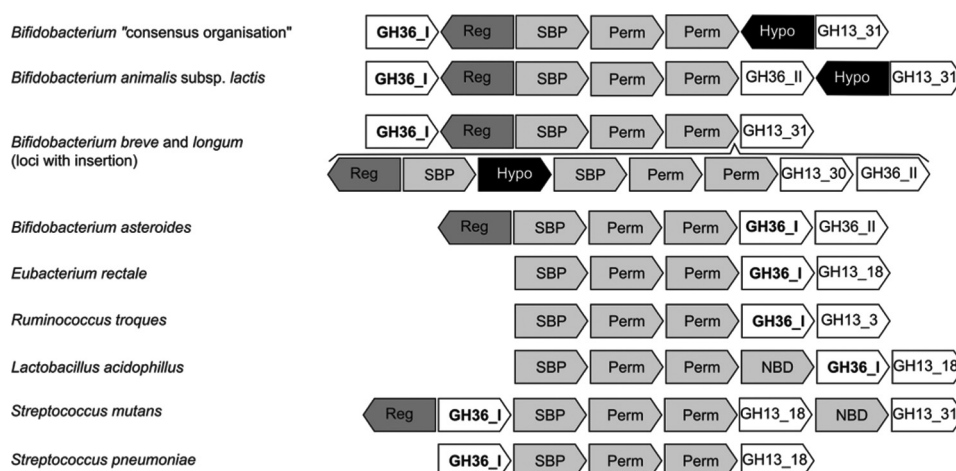 Bifidobacterium "consensus organisation" GH36_I Reg SBP Perm Perm Hypo GH13_31
Bifidobacterium animalis subsp. lactis GH36_I Reg SBP Perm Perm GH36_II Hypo GH13_31
Bifidobacterium breve and longum GH36_I Reg SBP Perm Perm GH13_31
(loci with insertion)
Reg SBP Hypo SBP Perm Perm GH13_30 GH36_II
Bifidobacterium asteroides Reg SBP Perm Perm GH36_I GH36_II
Eubacterium rectale SBP Perm Perm GH36_I GH13_18
Ruminococcus troques SBP Perm Perm GH36_I GH13_3
Lactobacillus acidophillus SBP Perm Perm NBD GH36_I GH13_18
Streptococcus mutans Reg GH36_I SBP Perm Perm GH13_18 NBD GH13_31
Streptococcus pneumoniae GH36_I SBP Perm Perm GH13_18